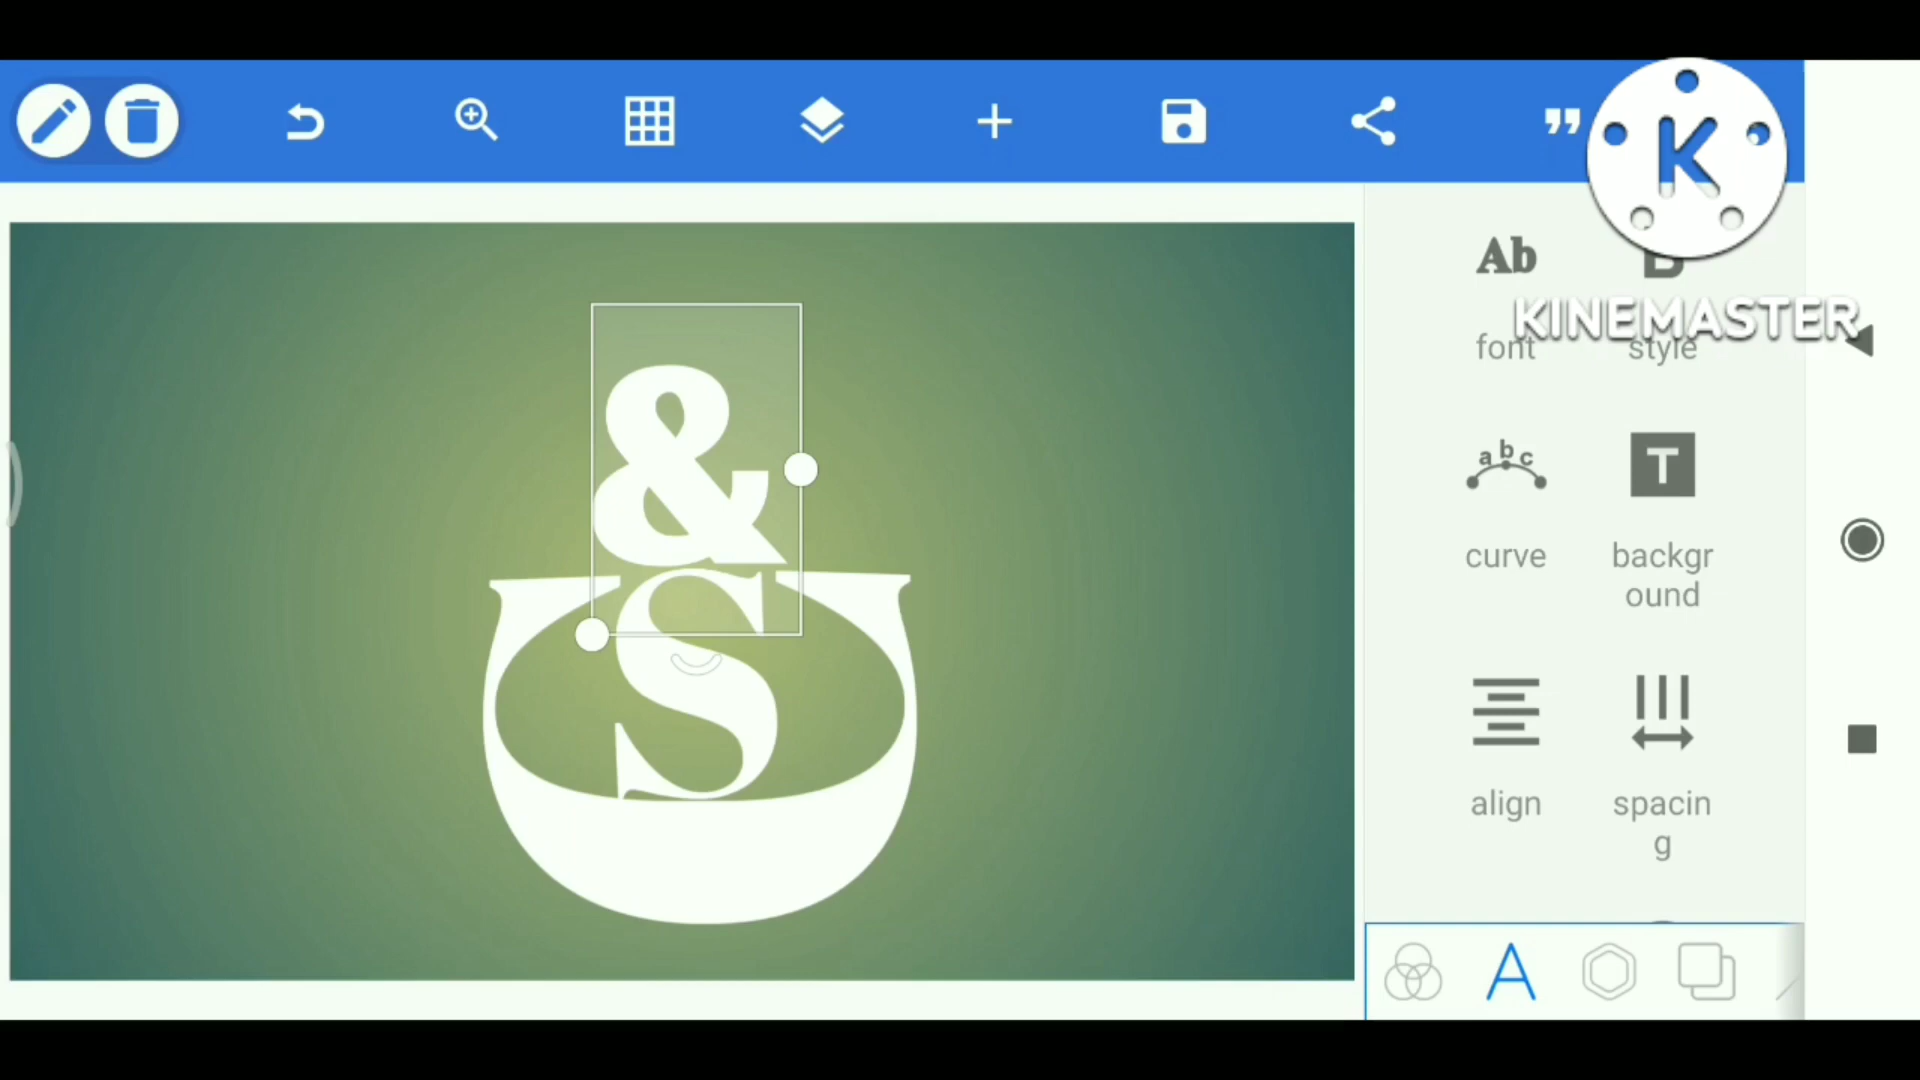 K
KINEMASTER
Ab
B
font
style
&
a b c
T
curve
backgr
ound
S
align
spacin
g
A